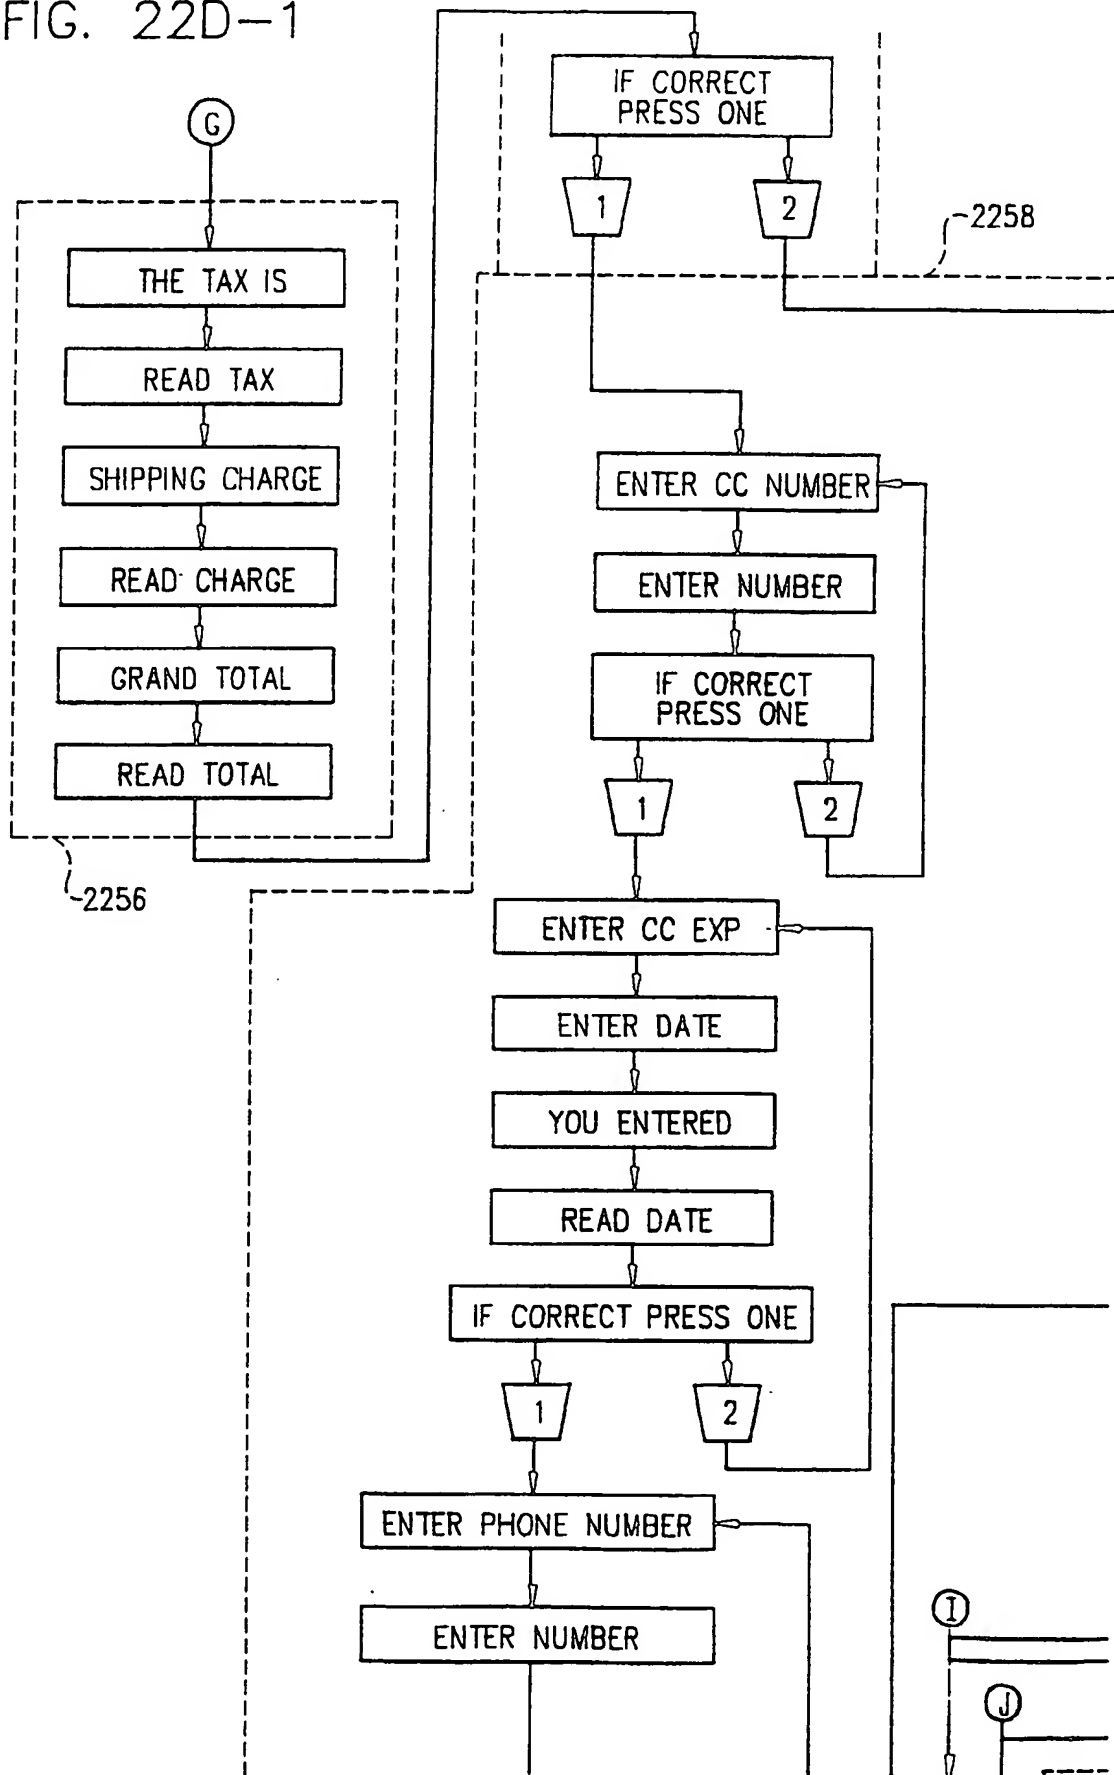 FIG. 22D-1
G
THE TAX IS
READ TAX
SHIPPING CHARGE
READ CHARGE
GRAND TOTAL
READ TOTAL
2256
IF CORRECT
PRESS ONE
1
2
2258
ENTER CC NUMBER
ENTER NUMBER
IF CORRECT
PRESS ONE
1
2
ENTER CC EXP
ENTER DATE
YOU ENTERED
READ DATE
IF CORRECT PRESS ONE
1
2
ENTER PHONE NUMBER
ENTER NUMBER
I
J